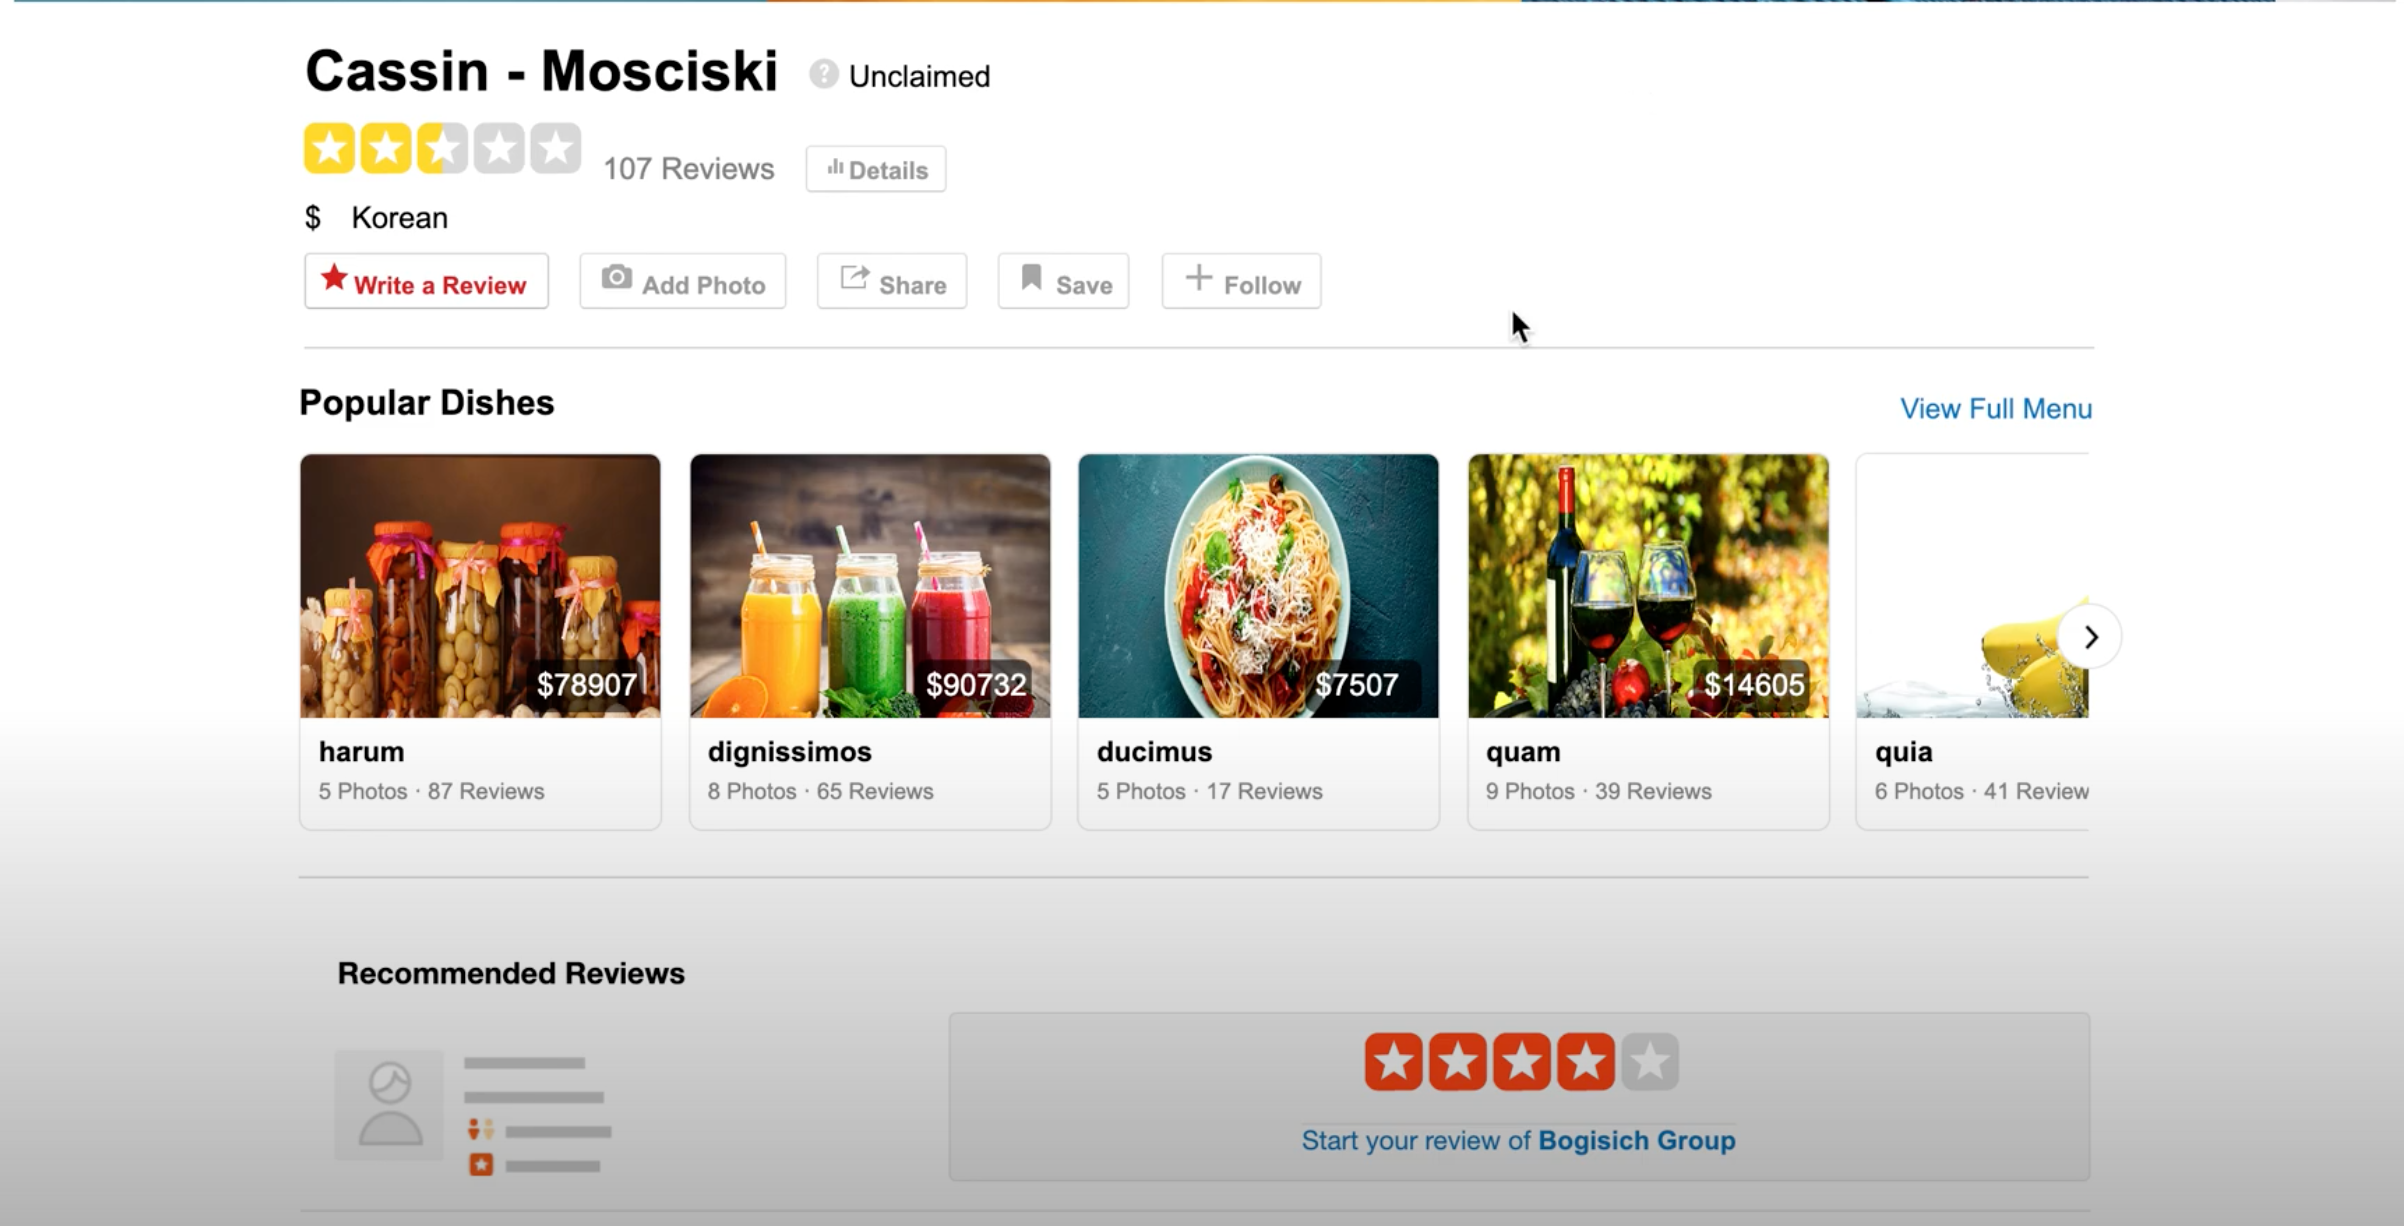 Cassin - Mosciski ? Unclaimed
107 Reviews Details
$ Korean
Write a Review Add Photo Share Save Follow
Popular Dishes View Full Menu
$78907 $90732 $7507 $14605
harum dignissimos ducimus quam quia
5 Photos · 87 Reviews 8 Photos · 65 Reviews 5 Photos · 17 Reviews 9 Photos · 39 Reviews 6 Photos · 41 Review
Recommended Reviews
Start your review of Bogisich Group